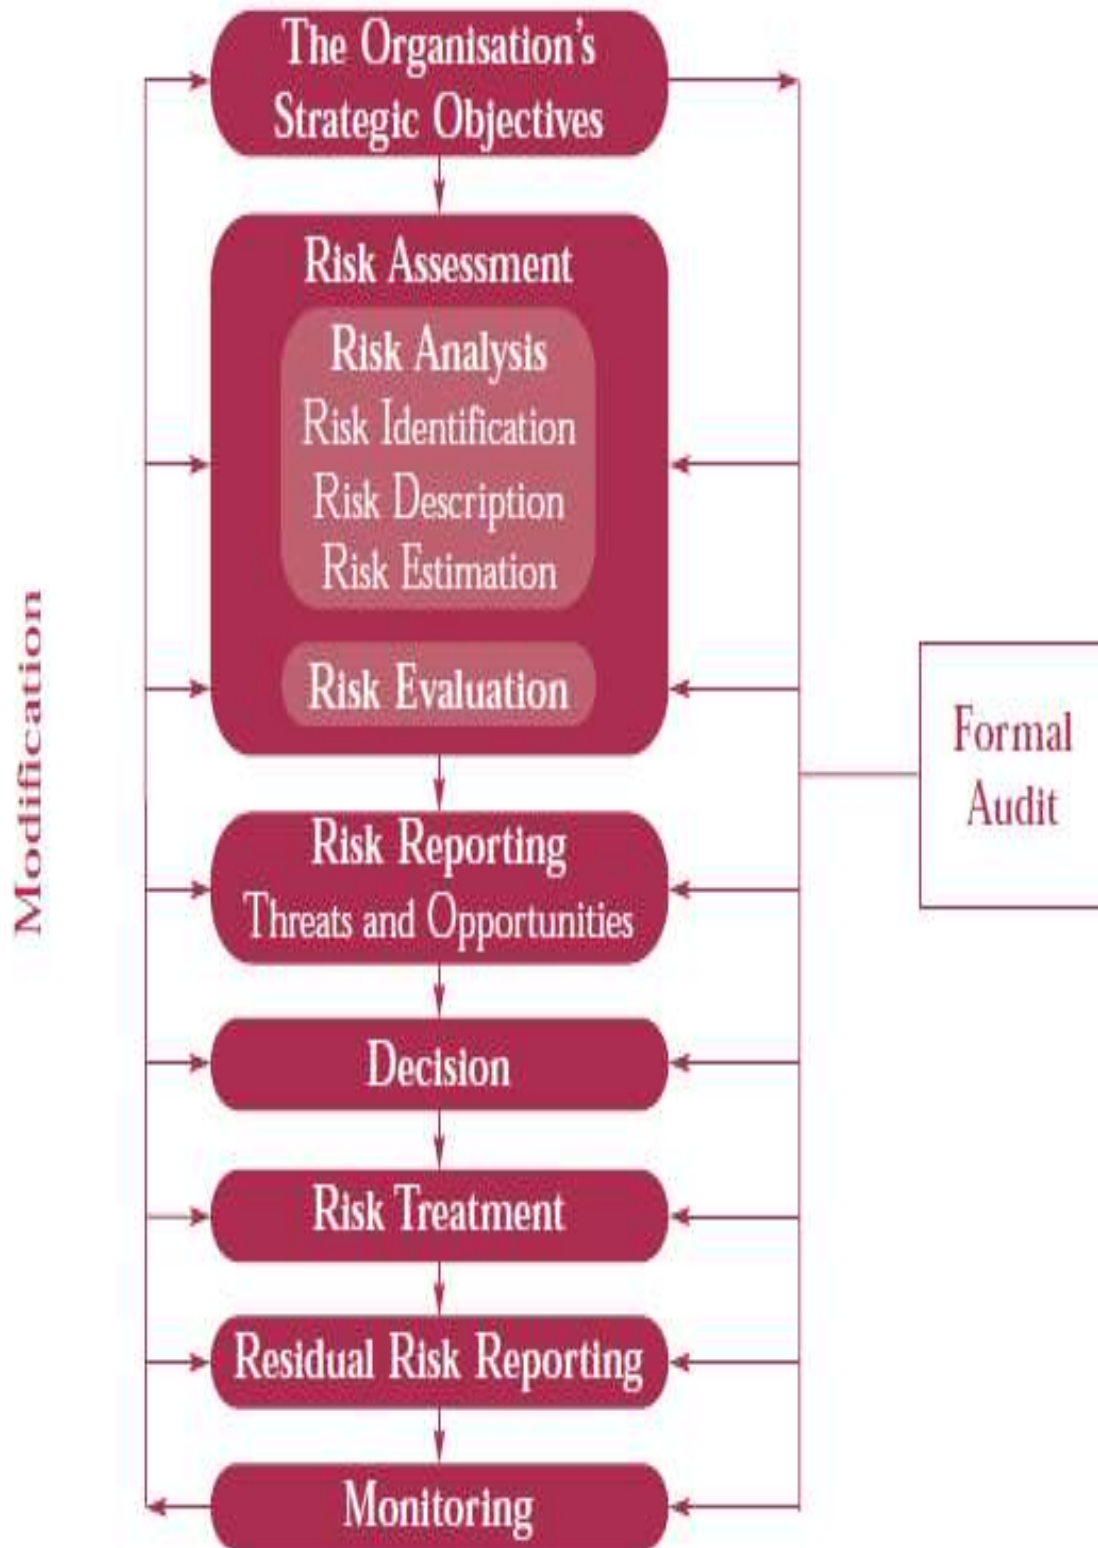 The Organisation's
Strategic Objectives
Risk Assessment
Risk Analysis
Risk Identification
Risk Description
Risk Estimation
Risk Evaluation
Risk Reporting
Threats and Opportunities
Decision
Risk Treatment
Residual Risk Reporting
Monitoring
Modification
Formal
Audit